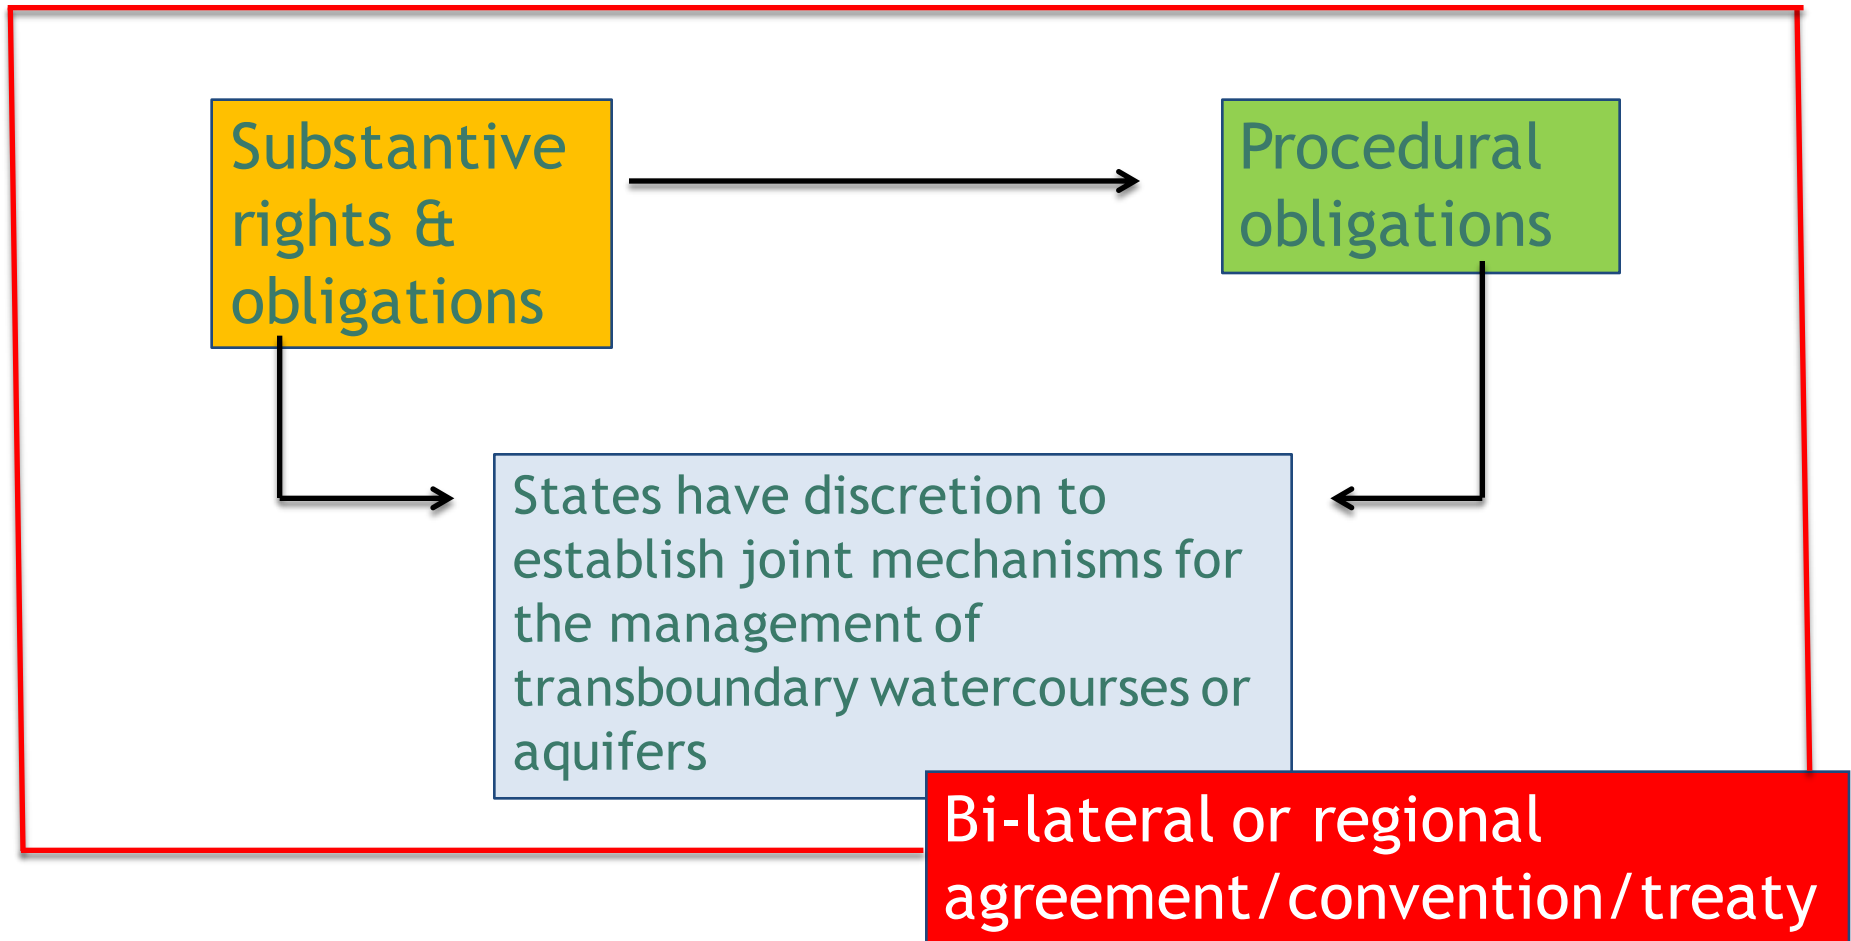 Substantive
rights &
obligations
Procedural
obligations
States have discretion to
establish joint mechanisms for
the management of
transboundary watercourses or
aquifers
Bi-lateral or regional
agreement/convention/treaty